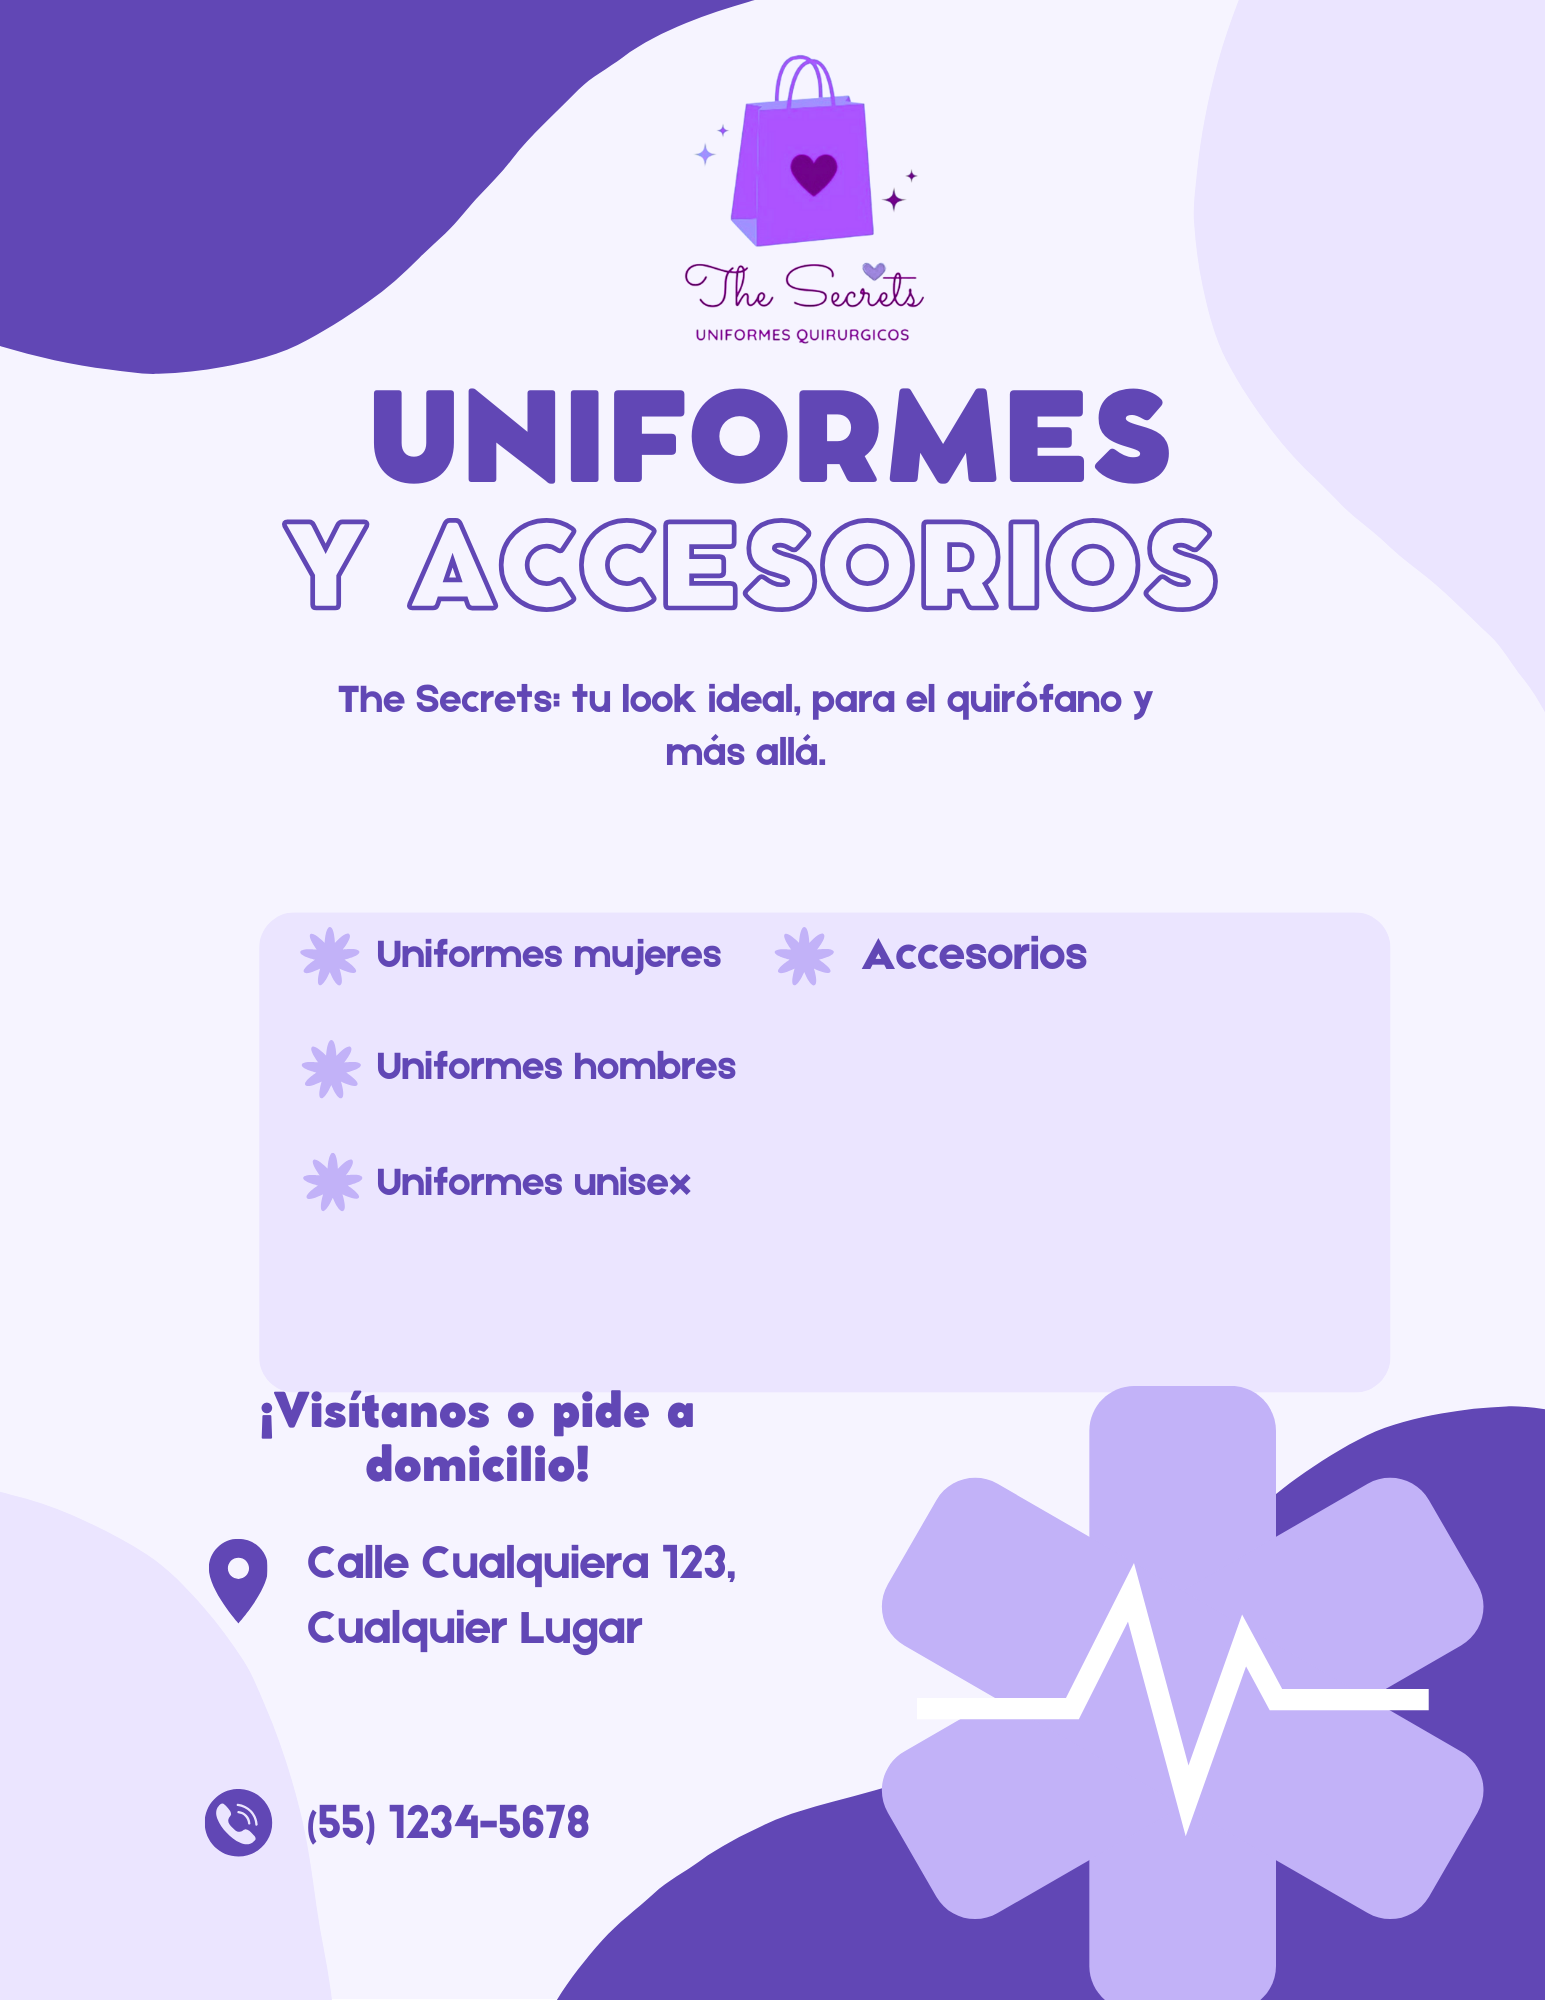 The Secrets
UNIFORMES QUIRURGICOS
UNIFORMES
Y ACCESORIOS
The Secrets: tu look ideal, para el quirófano y
más allá.
Uniformes mujeres
Accesorios
Uniformes hombres
Uniformes unisex
¡Visítanos o pide a
domicilio!
Calle Cualquiera 123,
Cualquier Lugar
(55) 1234-5678